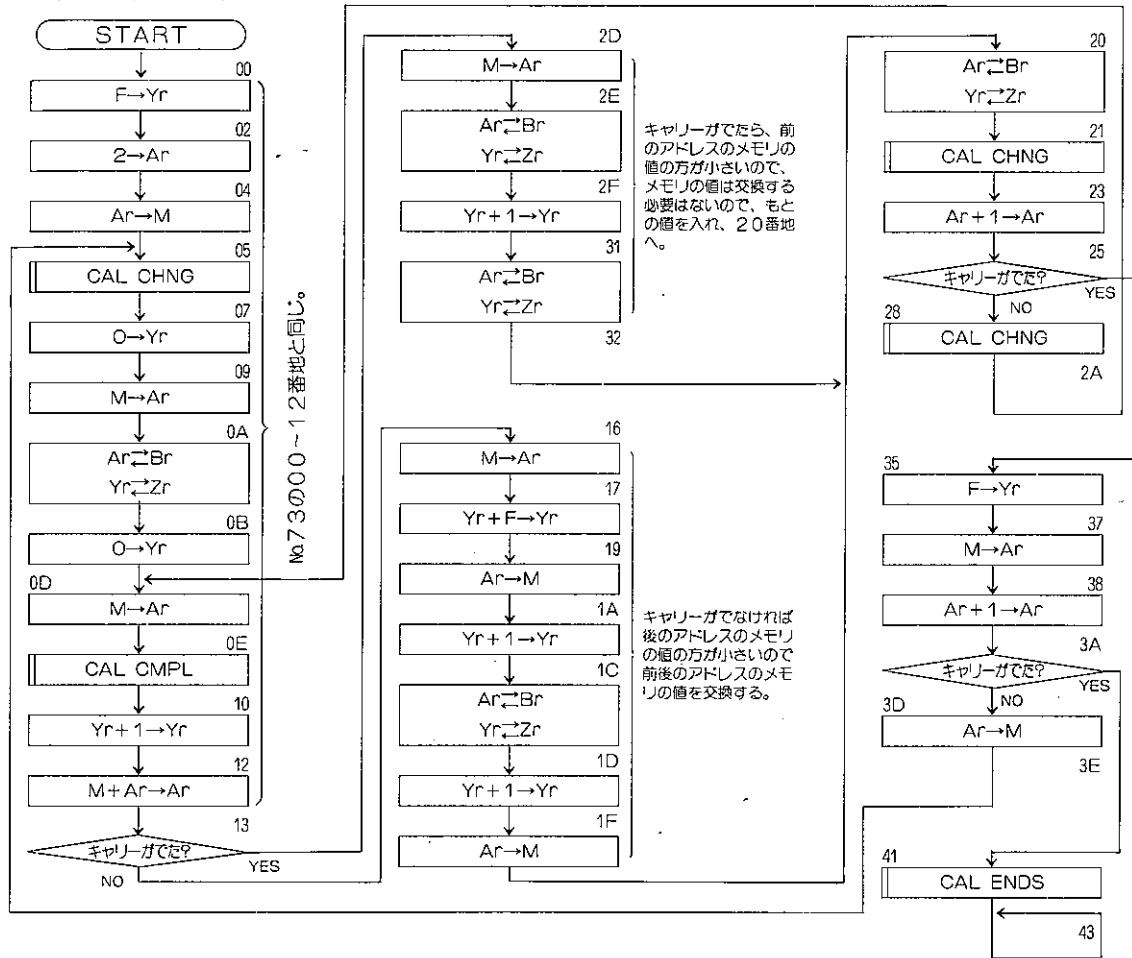 START
00
F→Yr
02
2→Ar
04
Ar→M
05
CAL CHNG
07
0→Yr
09
M→Ar
0A
Ar⇄Br
Yr⇄Zr
0B
0→Yr
0D
M→Ar
0E
CAL CMPL
10
Yr+1→Yr
12
M+Ar→Ar
13
キャリーがでた?
YES
NO
№73の00~12番地と同じ。
2D
M→Ar
2E
Ar⇄Br
Yr⇄Zr
2F
Yr+1→Yr
31
Ar⇄Br
Yr⇄Zr
32
キャリーがでたら、前
のアドレスのメモリの
値の方が小さいので、
メモリの値は交換する
必要はないので、もと
の値を入れ、20番地
へ。
16
M→Ar
17
Yr+F→Yr
19
Ar→M
1A
Yr+1→Yr
1C
Ar⇄Br
Yr⇄Zr
1D
Yr+1→Yr
1F
Ar→M
キャリーがでなければ
後のアドレスのメモリ
の値の方が小さいので
前後のアドレスのメモ
リの値を交換する。
20
Ar⇄Br
Yr⇄Zr
21
CAL CHNG
23
Ar+1→Ar
25
キャリーがでた?
YES
NO
28
CAL CHNG
2A
35
F→Yr
37
M→Ar
38
Ar+1→Ar
3A
キャリーがでた?
YES
NO
3D
Ar→M
3E
41
CAL ENDS
43